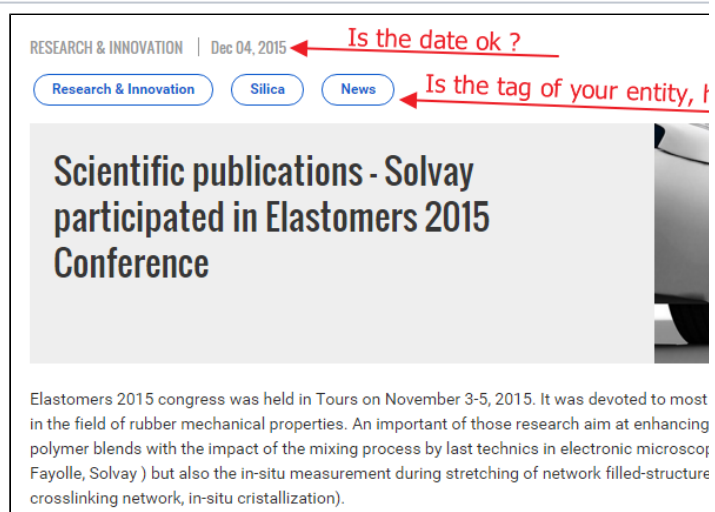 RESEARCH & INNOVATION | Dec 04, 2015 Is the date ok ?
Research & Innovation Silica News Is the tag of your entity,
Scientific publications - Solvay
participated in Elastomers 2015
Conference
Elastomers 2015 congress was held in Tours on November 3-5, 2015. It was devoted to most
in the field of rubber mechanical properties. An important of those research aim at enhancing
polymer blends with the impact of the mixing process by last technics in electronic
Fayolle, Solvay ) but also the in-situ measurement during stretching of network filled-structure
crosslinking network, in-situ cristallization).